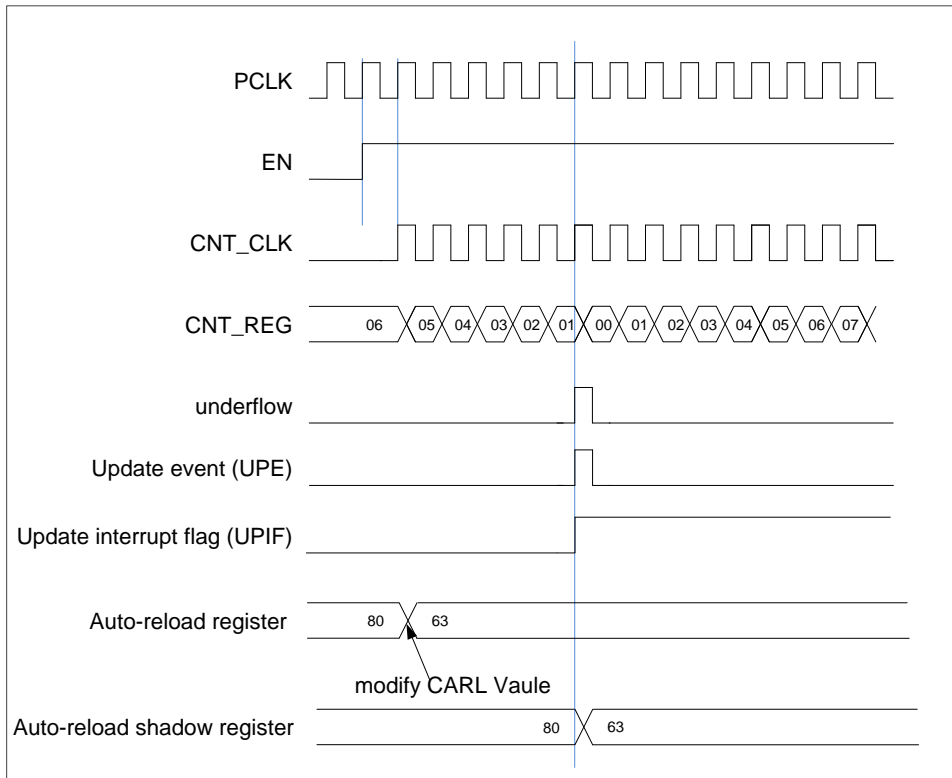 PCLK
EN
CNT_CLK
CNT_REG 06 05 04 03 02 01 00 01 02 03 04 05 06 07
underflow
Update event (UPE)
Update interrupt flag (UPIF)
Auto-reload register 80 63
modify CARL Vaule
Auto-reload shadow register 80 63